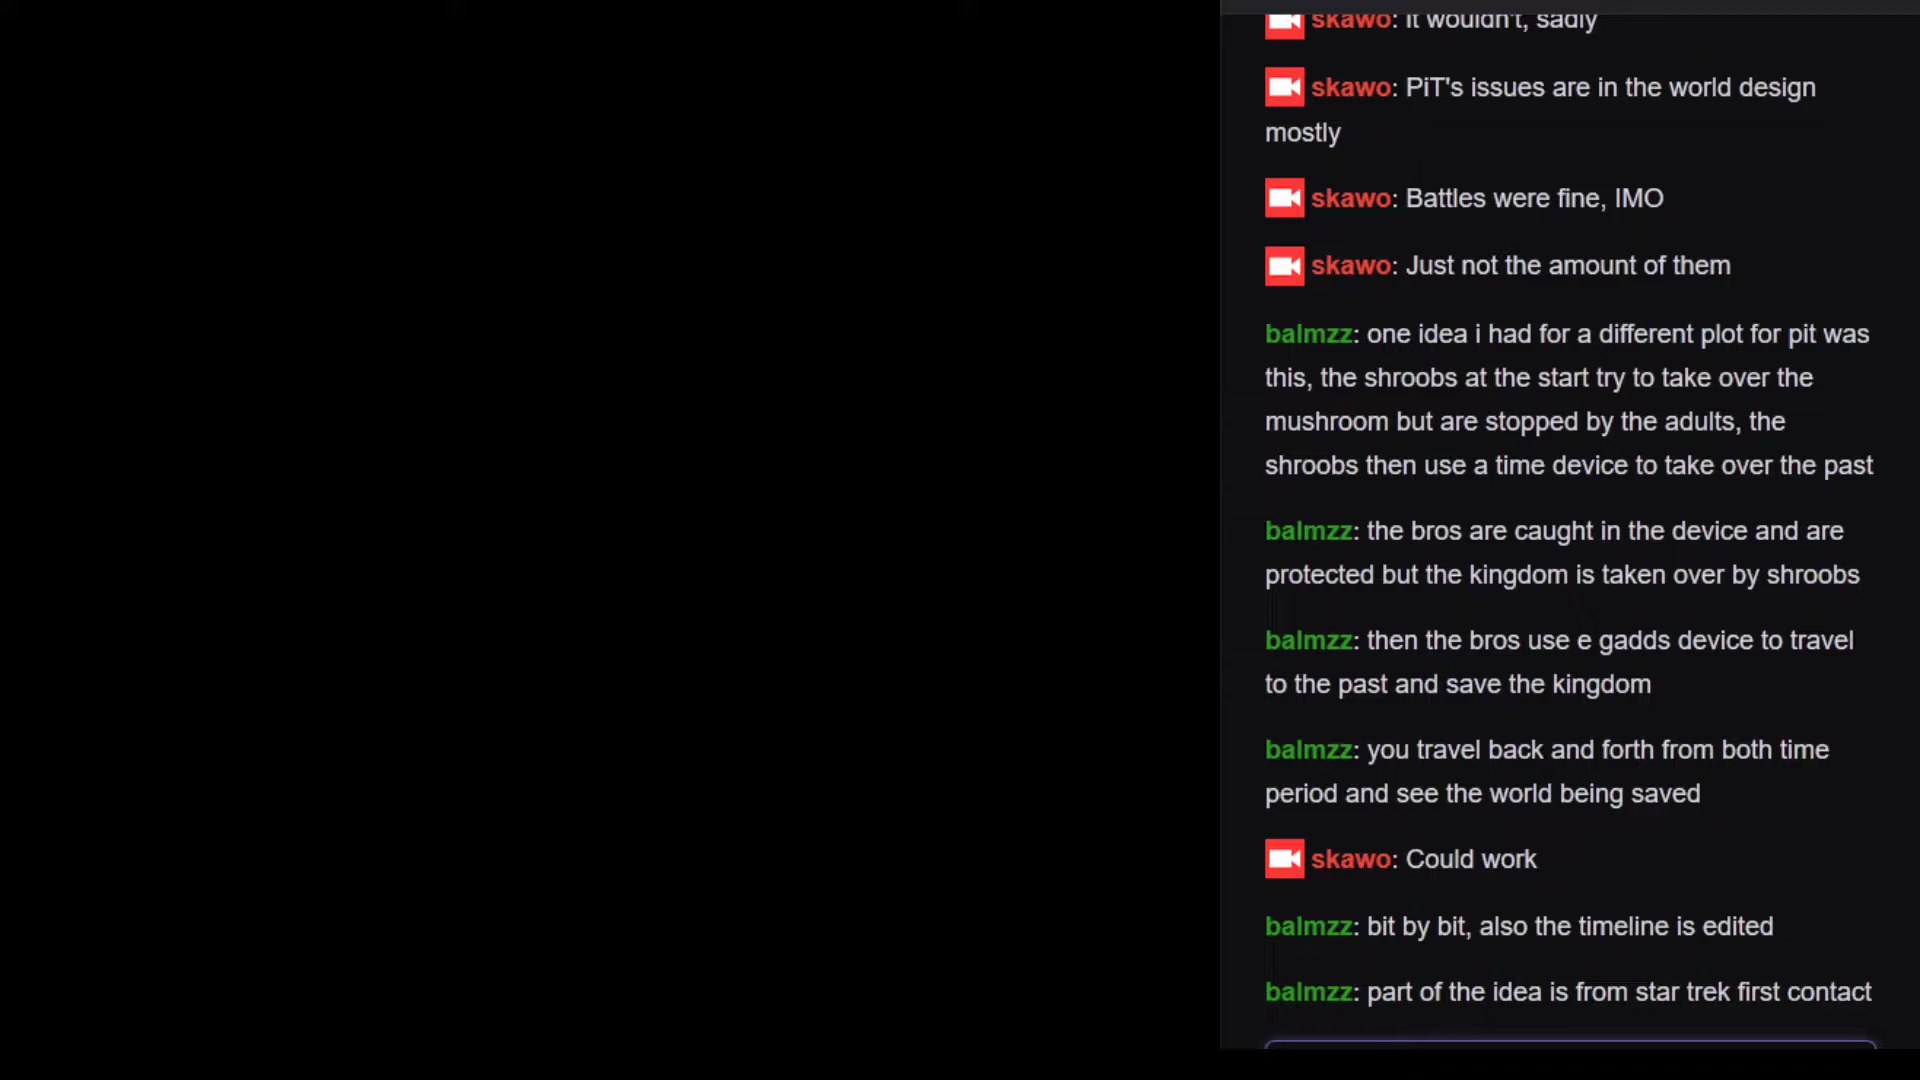 skawo: It wouldn't, sadly
skawo: PiT's issues are in the world design
mostly
skawo: Battles were fine, IMO
skawo: Just not the amount of them
balmzz: one idea i had for a different plot for pit was
this, the shroobs at the start try to take over the
mushroom but are stopped by the adults, the
shroobs then use a time device to take over the past
balmzz: the bros are caught in the device and are
protected but the kingdom is taken over by shroobs
balmzz: then the bros use e gadds device to travel
to the past and save the kingdom
balmzz: you travel back and forth from both time
period and see the world being saved
skawo: Could work
balmzz: bit by bit, also the timeline is edited
balmzz: part of the idea is from star trek first contact